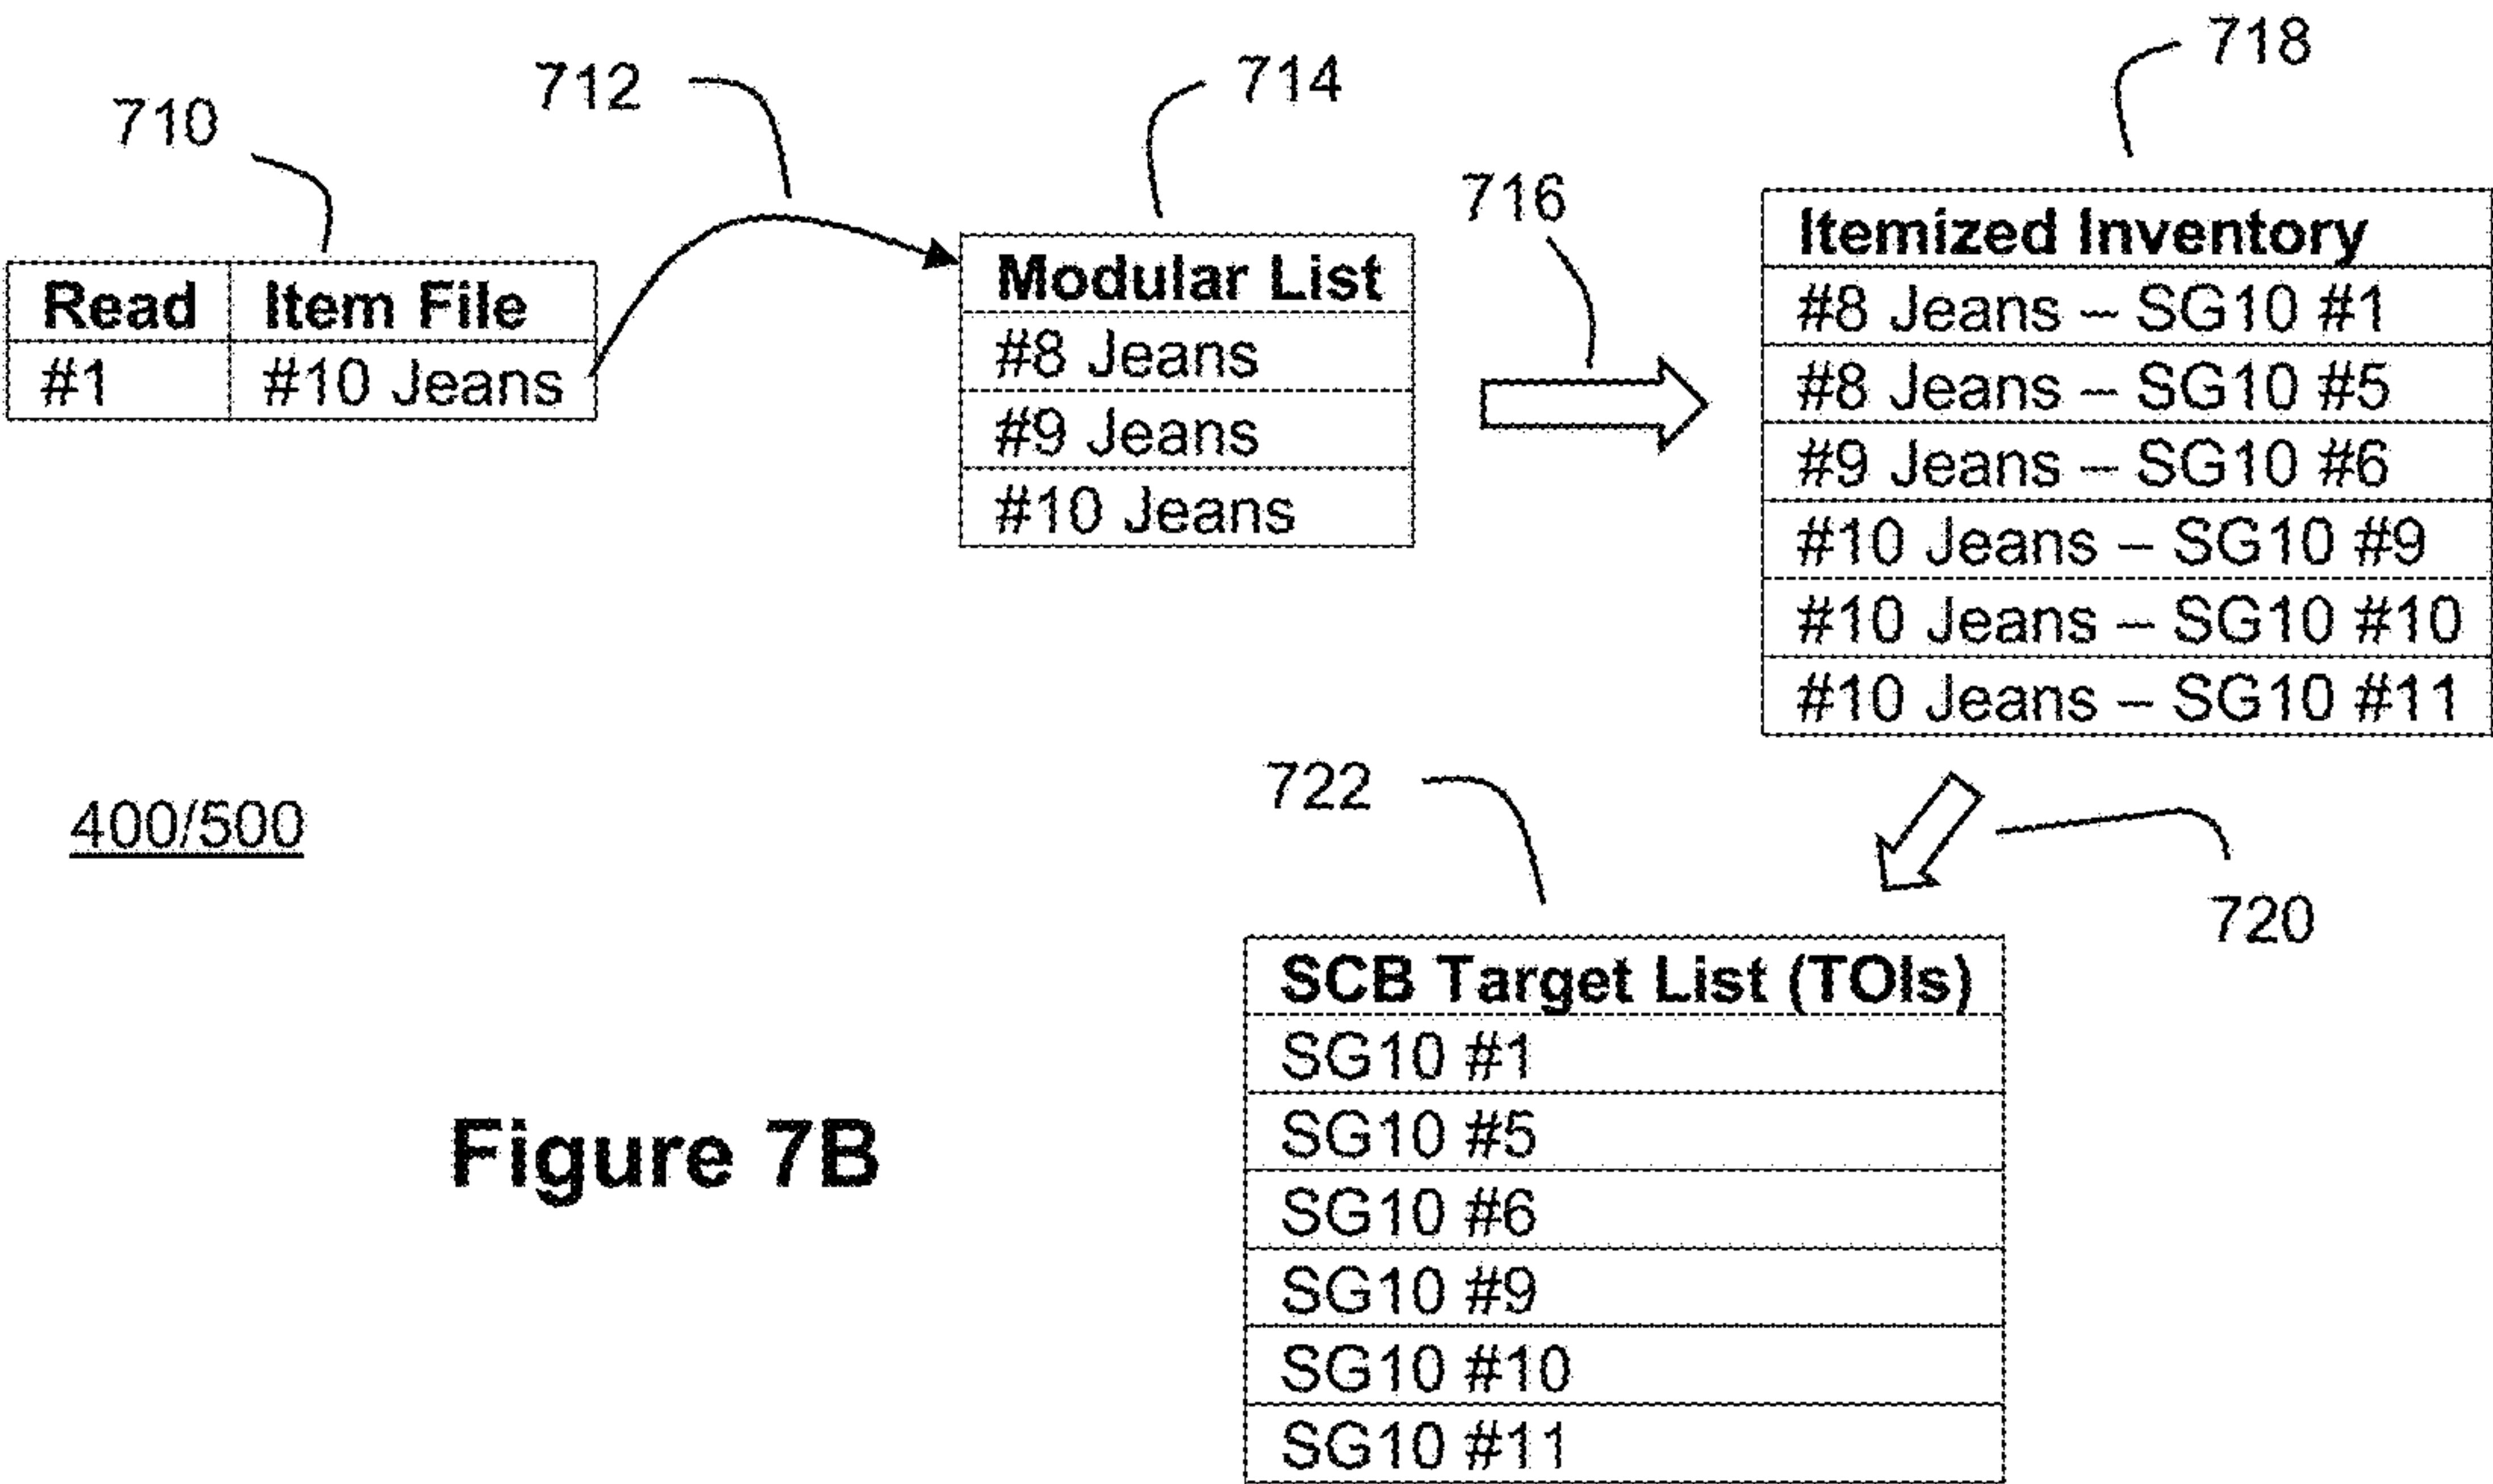 710
712
714
716
718
Read Item File
#1 #10 Jeans
Modular List
#8 Jeans
#9 Jeans
#10 Jeans
Itemized Inventory
#8 Jeans – SG10 #1
#8 Jeans – SG10 #5
#9 Jeans – SG10 #6
#10 Jeans – SG10 #9
#10 Jeans – SG10 #10
#10 Jeans – SG10 #11
400/500
722
720
SCB Target List (TOIs)
SG10 #1
SG10 #5
SG10 #6
SG10 #9
SG10 #10
SG10 #11
Figure 7B